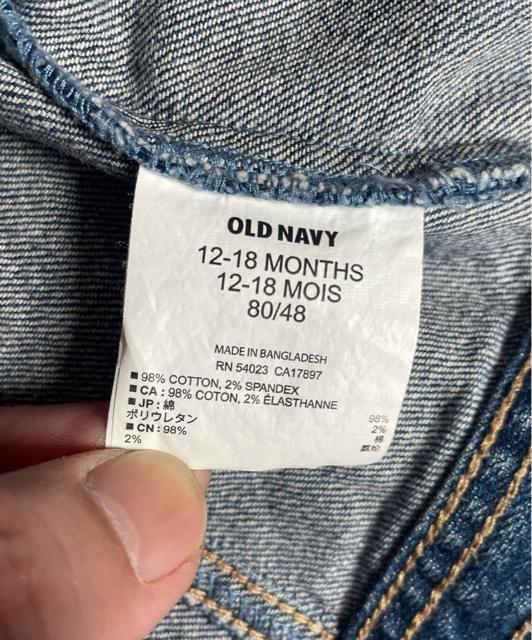 OLD NAVY
12-18 MONTHS
12-18 MOIS
80/48
MADE IN BANGLADESH
RN 54023 CA17897
■ 98% COTTON, 2% SPANDEX
■ CA : 98% COTON, 2% ÉLASTHANNE
■ JP : 綿 98%
ポリウレタン 2%
■ CN : 98% 棉
2%